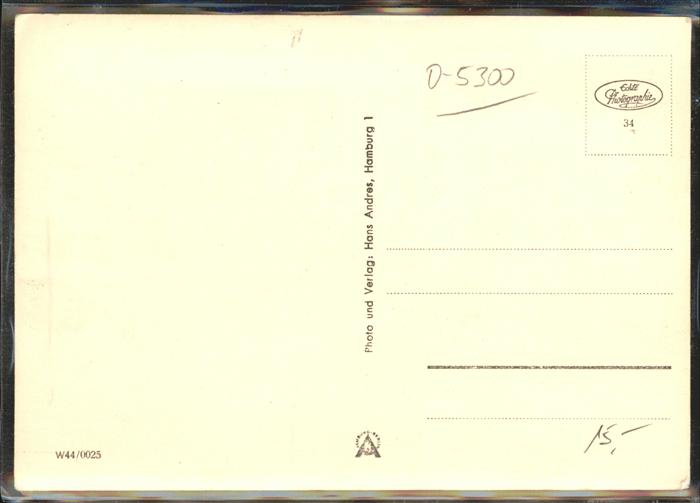 D-5300
Echte
Photographie
34
Photo und Verlag: Hans Andres, Hamburg 1
15,-
W44/0025